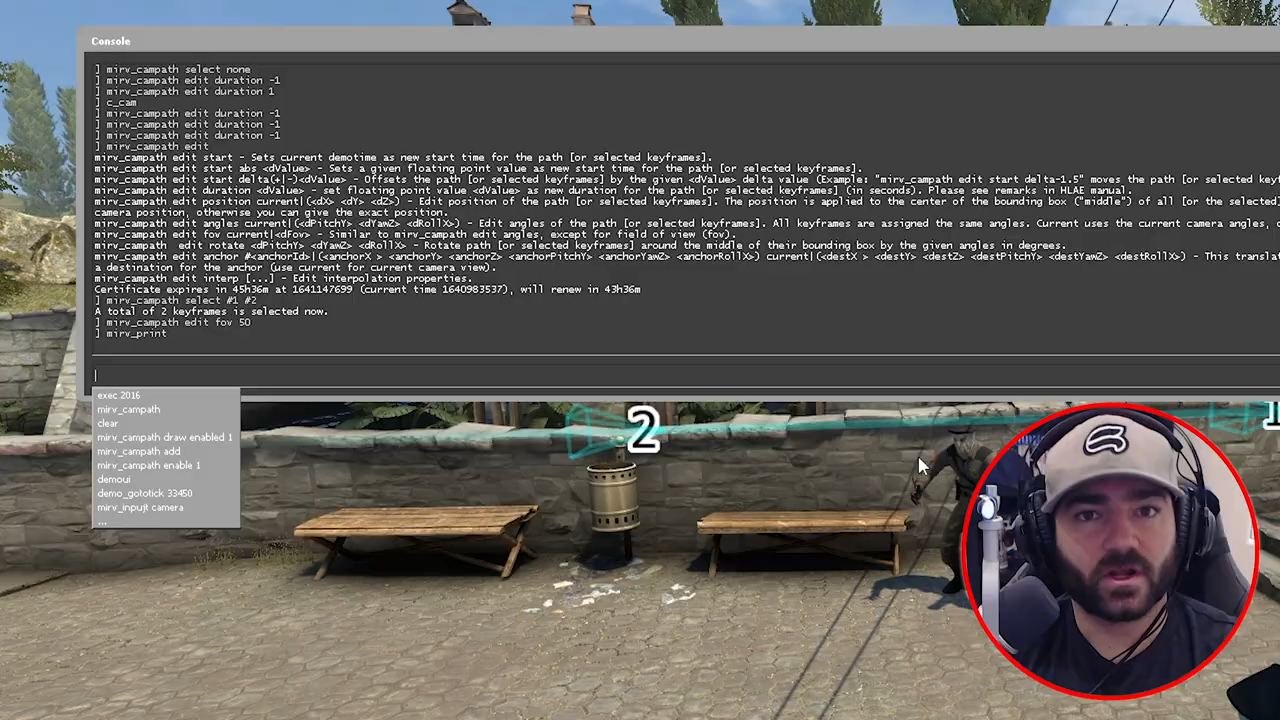 Console
] mirv_campath select none
] mirv_campath edit duration -1
] mirv_campath edit duration 1
] c_cam
] mirv_campath edit duration -1
] mirv_campath edit duration -1
] mirv_campath edit duration -1
] mirv_campath edit
mirv_campath edit start - Sets current demotime as new start time for the path [or selected keyframes].
mirv_campath edit start abs <dValue> - Sets a given floating point value as new start time for the path [or selected keyframes].
mirv_campath edit start delta(+|-)<dValue> - Offsets the path [or selected keyframes] by the given <dValue> delta value (Example: "mirv_campath edit start delta-1.5" moves the path [or selected key
mirv_campath edit duration <dValue> - set floating point value <dValue> as new duration for the path [or selected keyframes] (in seconds). Please see remarks in HLAE manual.
mirv_campath edit position current|(<dX> <dY> <dZ>) - Edit position of the path [or selected keyframes]. The position is applied to the center of the bounding box ("middle") of all [or the selected
camera position, otherwise you can give the exact position.
mirv_campath edit angles current|(<dPitchY> <dYawZ> <dRollX>) - Edit angles of the path [or selected keyframes]. All keyframes are assigned the same angles. Current uses the current camera angles, o
mirv_campath edit fov current|<dFov> - Similar to mirv_campath edit angles, except for field of view (fov).
mirv_campath  edit rotate <dPitchY> <dYawZ> <dRollX> - Rotate path [or selected keyframes] around the middle of their bounding box by the given angles in degrees.
mirv_campath edit anchor #<anchorId>|(<anchorX > <anchorY> <anchorZ> <anchorPitchY> <anchorYawZ> <anchorRollX>) current|(<destX > <destY> <destZ> <destPitchY> <destYawZ> <destRollX>) - This translat
a destination for the anchor (use current for current camera view).
mirv_campath edit interp [...] - Edit interpolation properties.
Certificate expires in 45h36m at 1641147699 (current time 1640983537), will renew in 43h36m
] mirv_campath select #1 #2
A total of 2 keyframes is selected now.
] mirv_campath edit fov 50
] mirv_print
exec 2016
mirv_campath
clear
mirv_campath draw enabled 1
mirv_campath add
mirv_campath enable 1
demoui
demo_gototick 33450
mirv_inpujt camera
...
2
1